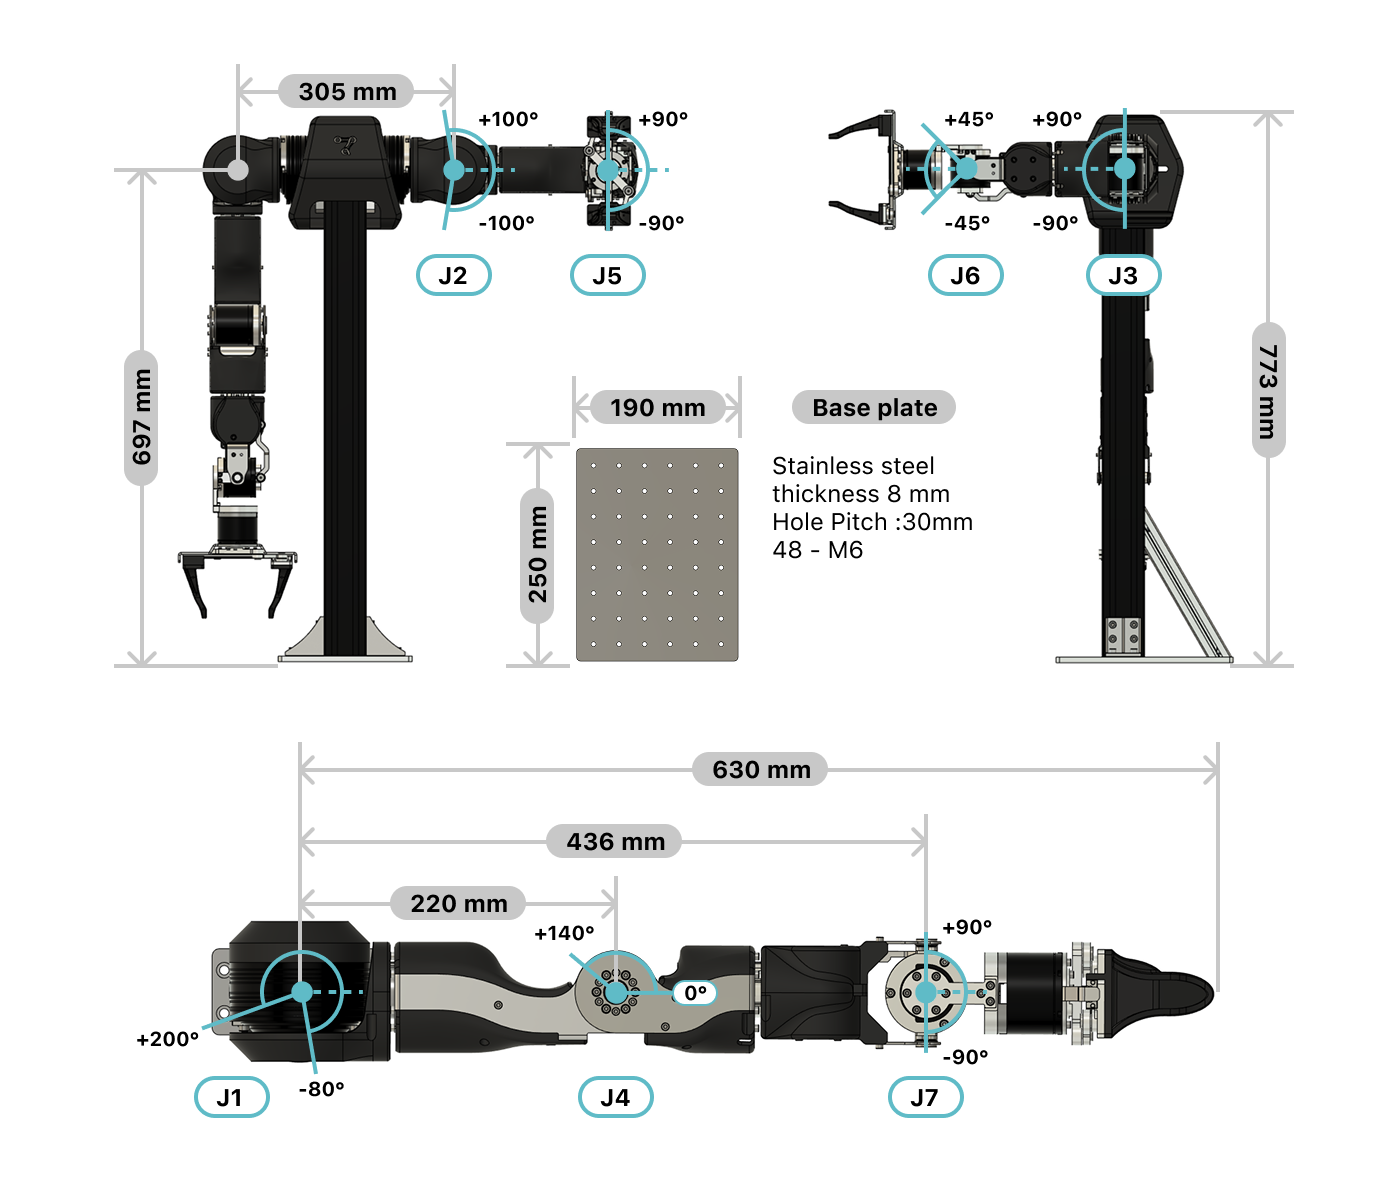 305 mm
+100°
+90°
-100°
-90°
J2
J5
697 mm
+45°
+90°
-45°
-90°
J6
J3
773 mm
190 mm
250 mm
Base plate
Stainless steel
thickness 8 mm
Hole Pitch :30mm
48 - M6
630 mm
436 mm
220 mm
+140°
0°
+90°
-90°
+200°
-80°
J1
J4
J7